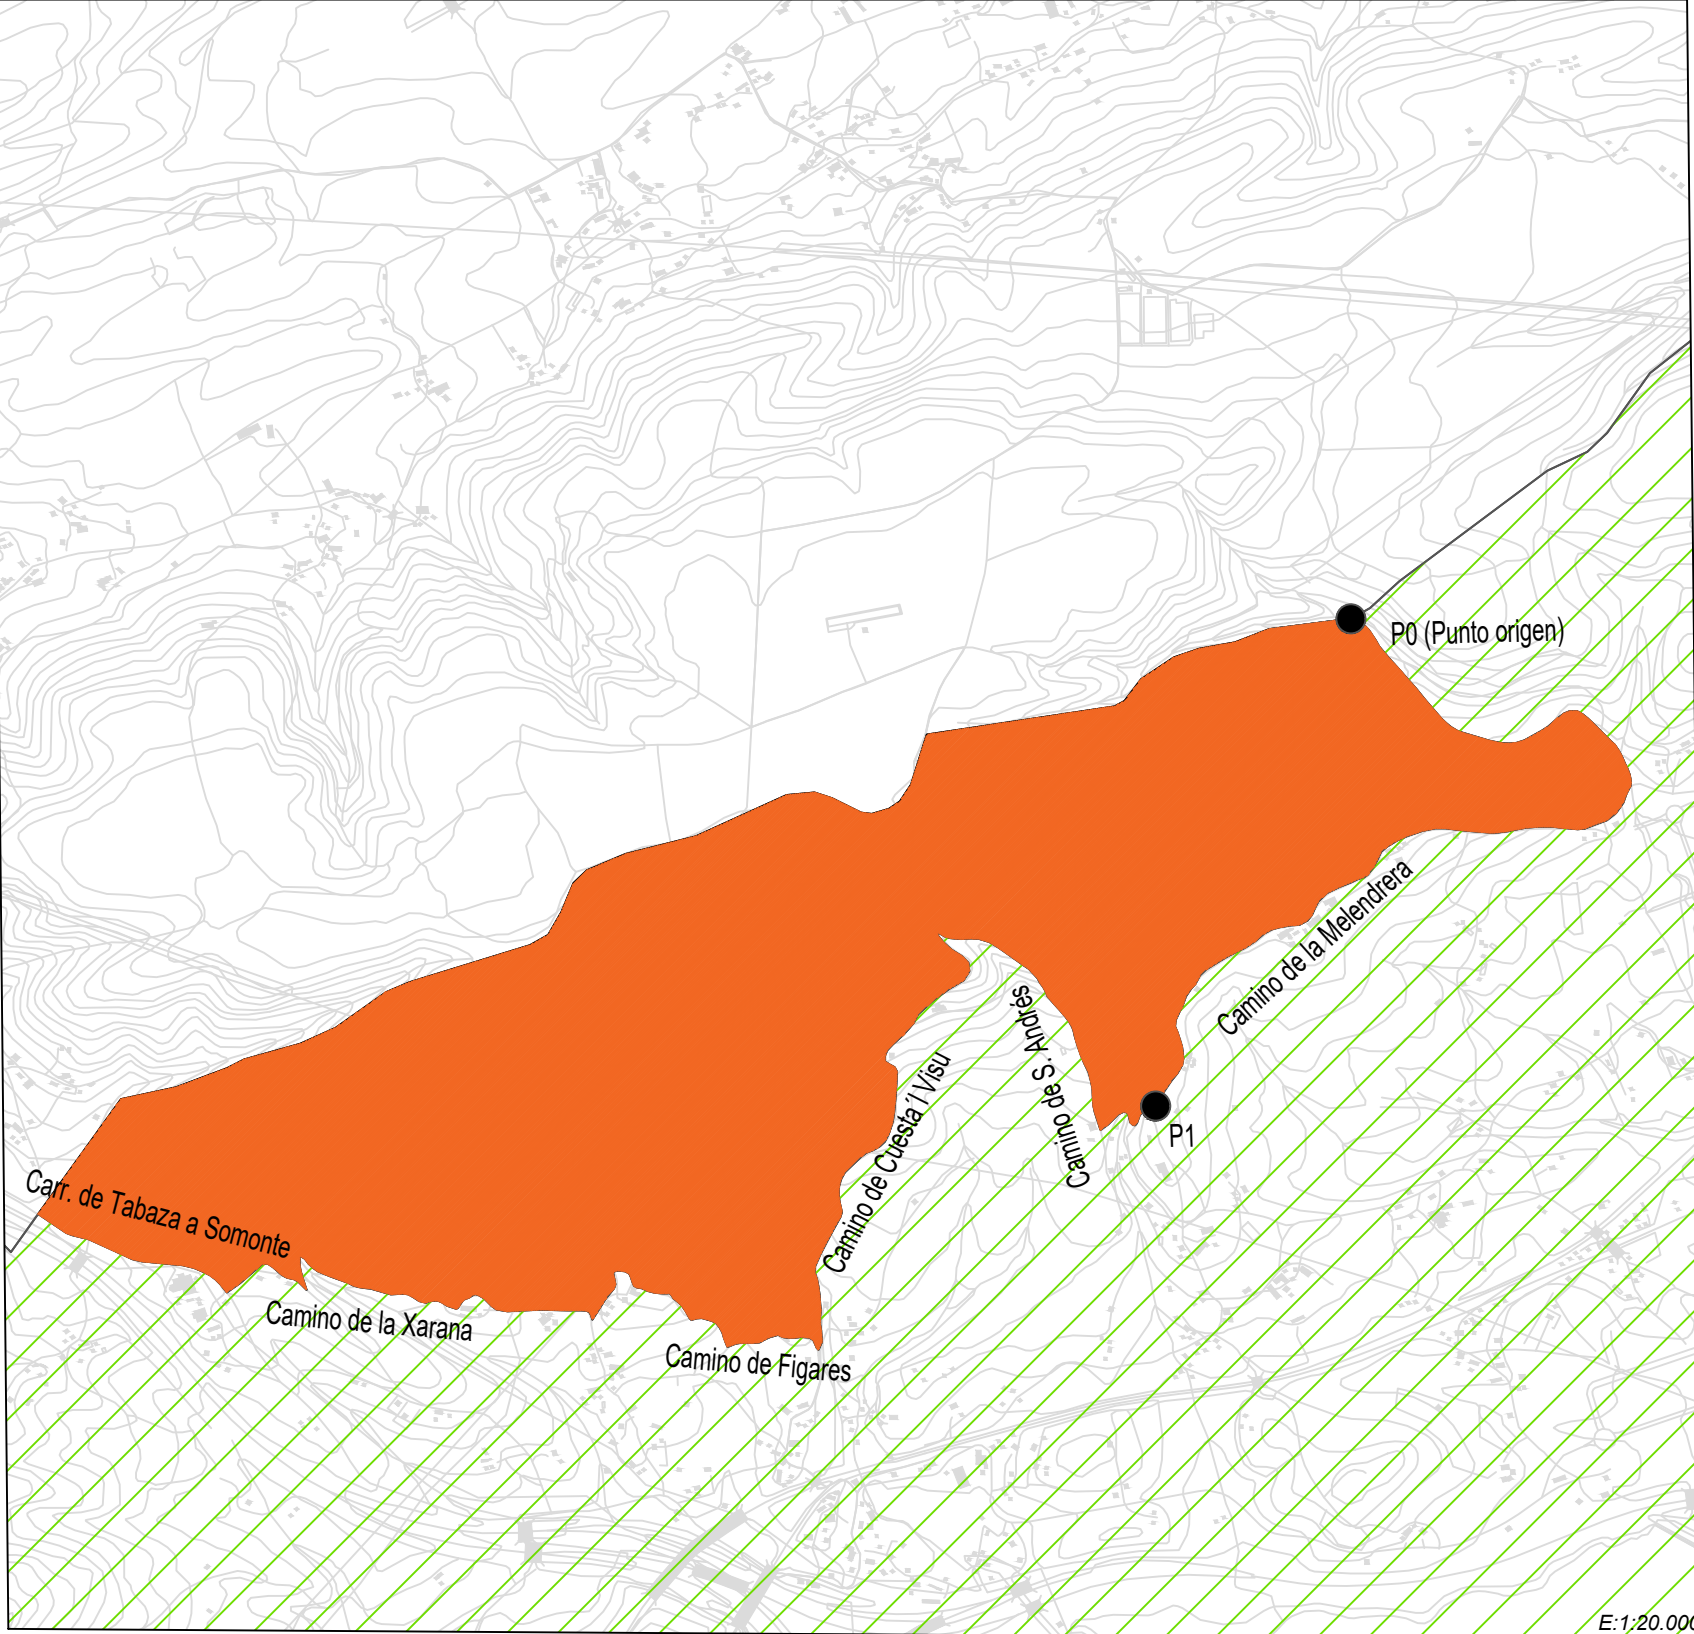 P0 (Punto origen)
Camino de la Melendrera
Camino de S. Andrés
Camino de Cuesta´l Visu
P1
Carr. de Tabaza a Somonte
Camino de la Xarana
Camino de Figares
E:1:20.000